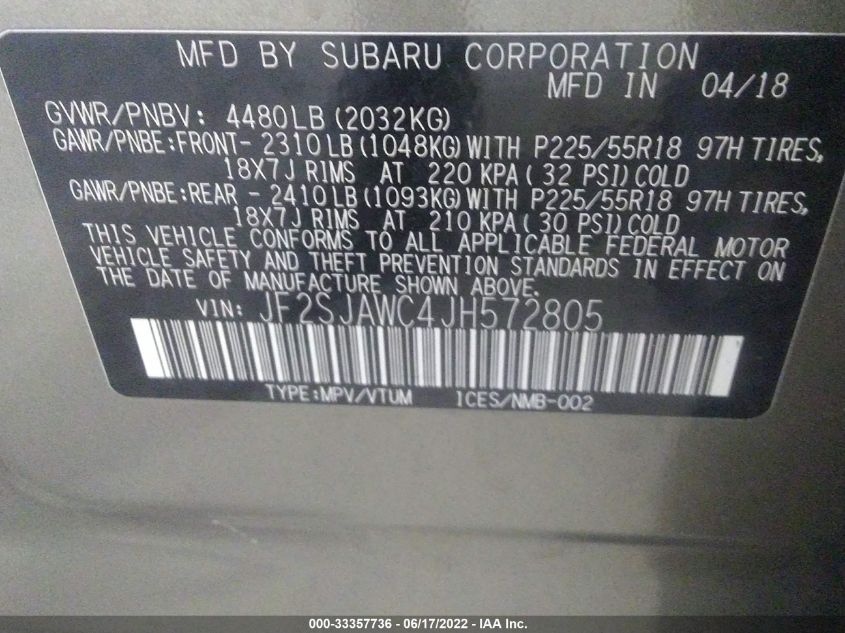 MFD BY SUBARU CORPORATION
MFD IN 04/18
GVWR/PNBV: 4480LB(2032KG)
GAWR/PNBE:FRONT- 2310LB(1048KG)WITH P225/55R18 97H TIRES,
18X7J RIMS AT 220 KPA( 32 PSI)COLD
GAWR/PNBE:REAR - 2410LB(1093KG)WITH P225/55R18 97H TIRES,
18X7J RIMS AT 210 KPA( 30 PSI)COLD
THIS VEHICLE CONFORMS TO ALL APPLICABLE FEDERAL MOTOR
VEHICLE SAFETY AND THEFT PREVENTION STANDARDS IN EFFECT ON
THE DATE OF MANUFACTURE SHOWN ABOVE.
VIN: JF2SJAWC4JH572805
TYPE:MPV/VTUM ICES/NMB-002
000-33357736 - 06/17/2022 - IAA Inc.